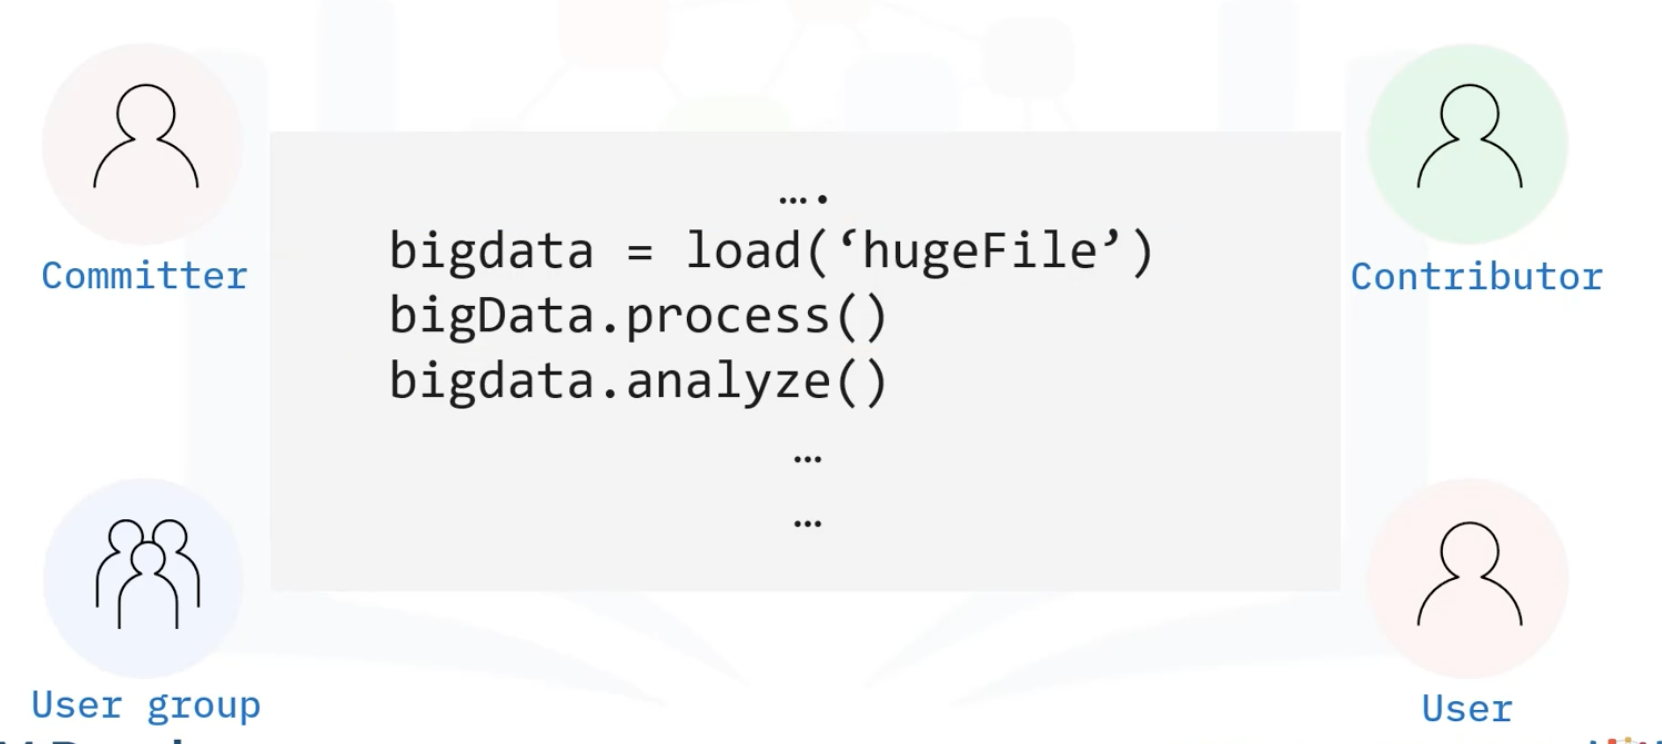 ….
bigdata = load(‘hugeFile’)
bigData.process()
bigdata.analyze()
…
…
Committer
Contributor
User group
User